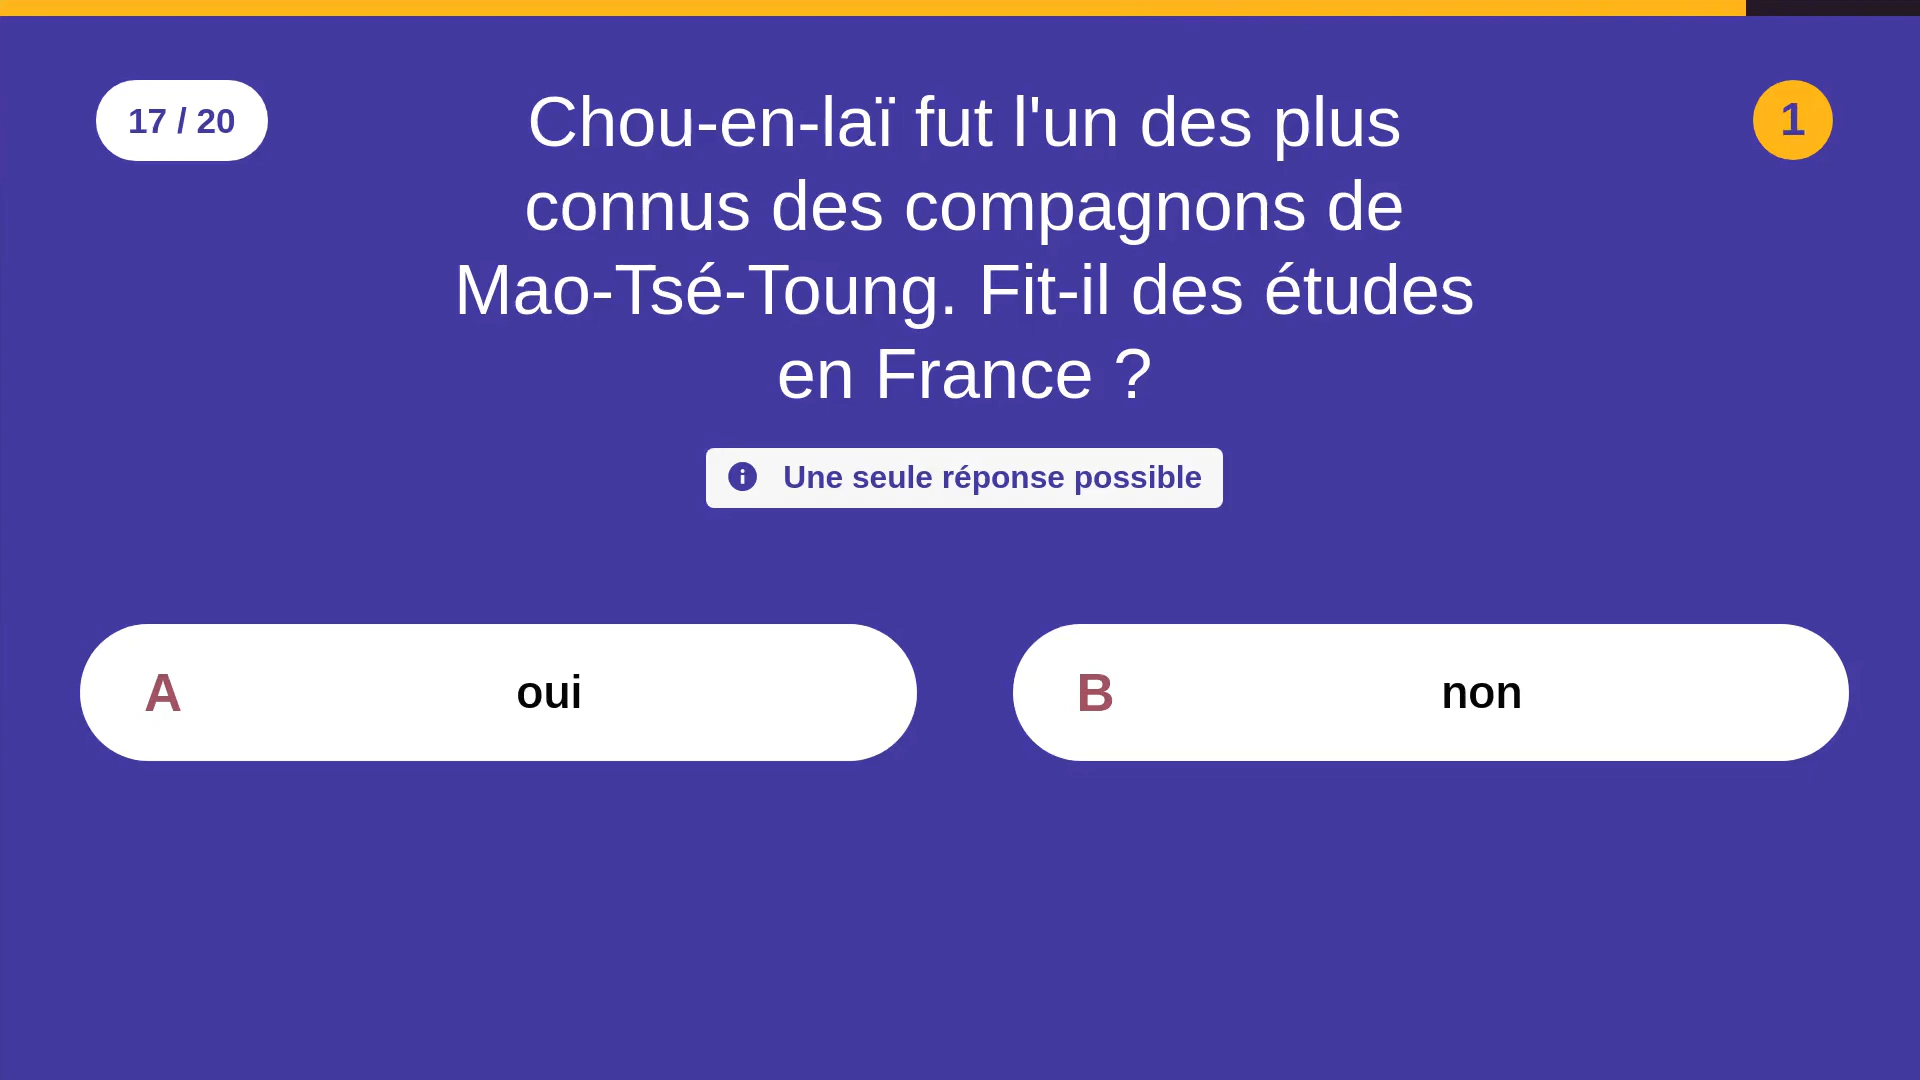 17 / 20
Chou-en-laï fut l'un des plus
connus des compagnons de
Mao-Tsé-Toung. Fit-il des études
en France ?
1
Une seule réponse possible
A oui
B non